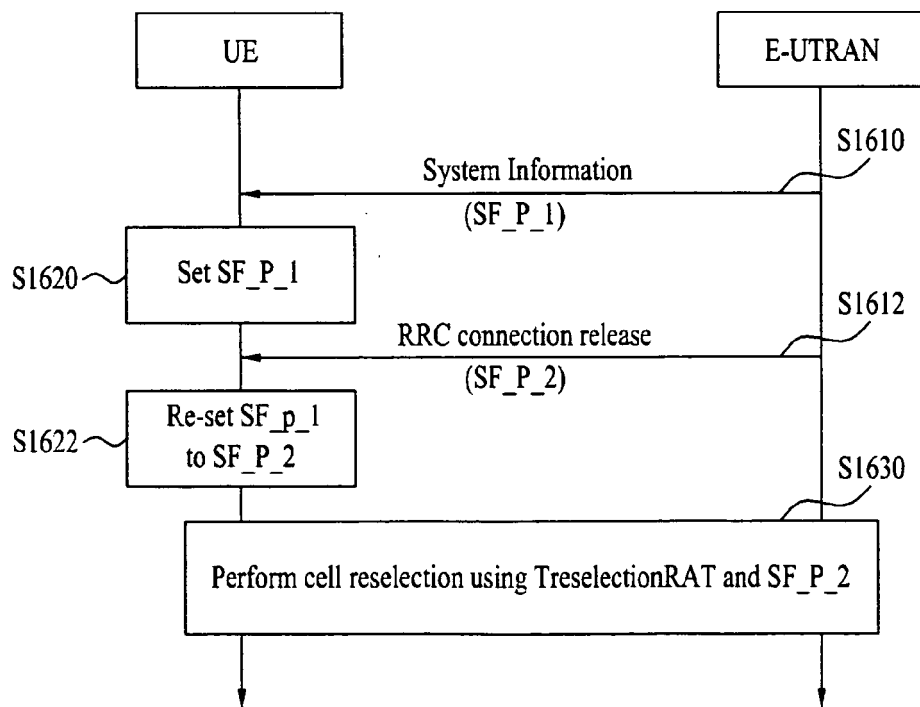 UE
E-UTRAN
S1610
System Information
(SF_P_1)
S1620
Set SF_P_1
S1612
RRC connection release
(SF_P_2)
S1622
Re-set SF_p_1
to SF_P_2
S1630
Perform cell reselection using TreselectionRAT and SF_P_2